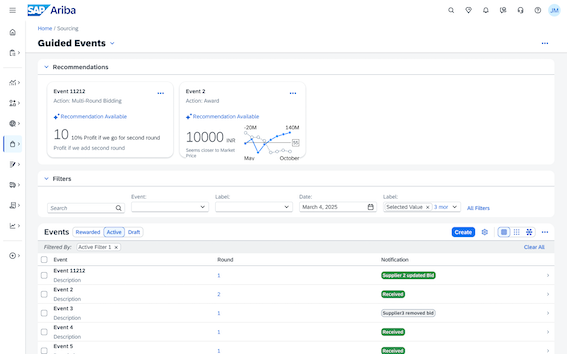 SAP Ariba
JM
Home / Sourcing
Guided Events
Recommendations
Event 11212
Action: Multi-Round Bidding
Recommendation Available
10 10% Profit if we go for second round
Profit if we add second round
Event 2
Action: Award
Recommendation Available
10000 INR
Seems closer to Market
Price
-20M 140M
May October
Filters
Search
Event:
Label:
Date:
March 4, 2025
Label:
Selected Value 3 mor
All Filters
Events Rewarded Active Draft Create
Filtered By: Active Filter 1 Clear All
Event Round Notification
Event 11212
Description 1 Supplier 2 updated Bid
Event 2
Description 2 Received
Event 3
Description 1 Supplier3 removed bid
Event 4
Description 1 Received
Event 5
1 Received